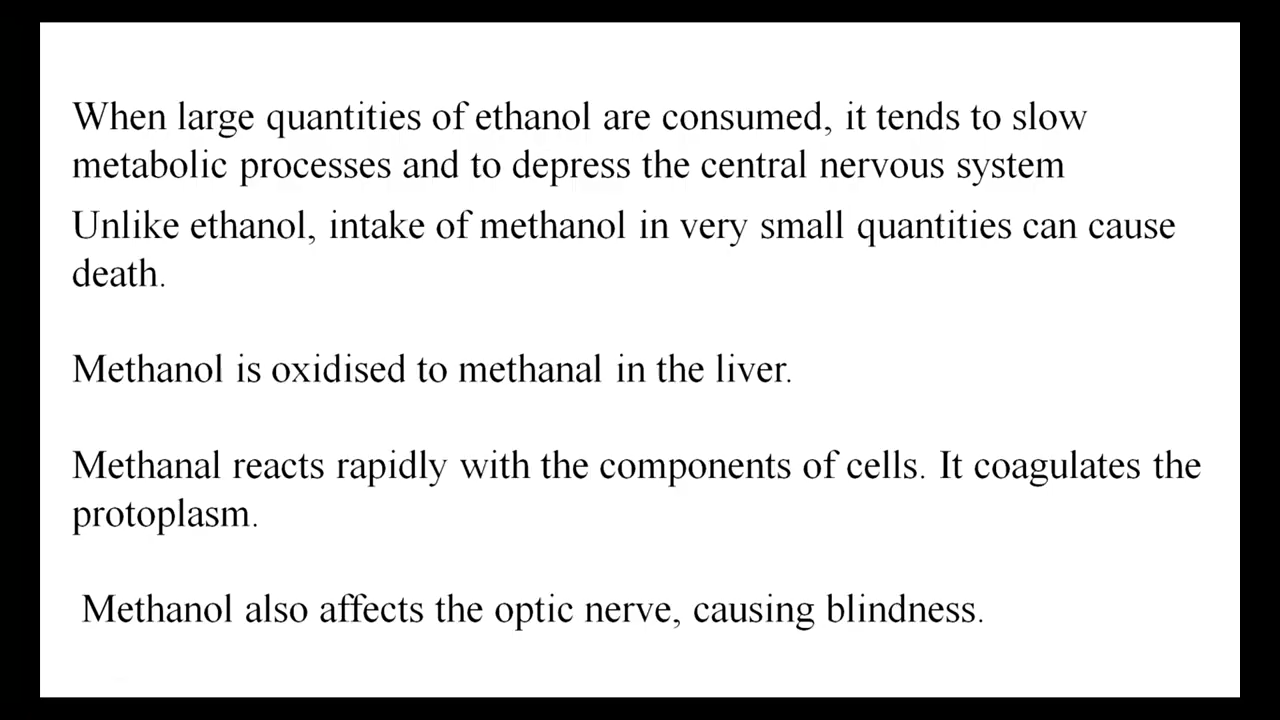 When large quantities of ethanol are consumed, it tends to slow
metabolic processes and to depress the central nervous system
Unlike ethanol, intake of methanol in very small quantities can cause
death.
Methanol is oxidised to methanal in the liver.
Methanal reacts rapidly with the components of cells. It coagulates the
protoplasm.
Methanol also affects the optic nerve, causing blindness.